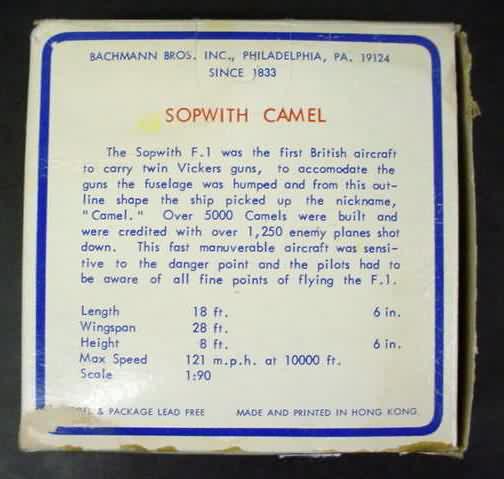 BACHMANN BROS. INC., PHILADELPHIA, PA. 19124
SINCE 1833
SOPWITH CAMEL
The Sopwith F.1 was the first British aircraft
to carry twin Vickers guns, to accomodate the
guns the fuselage was humped and from this out-
line shape the ship picked up the nickname,
"Camel." Over 5000 Camels were built and
were credited with over 1,250 enemy planes shot
down. This fast manuverable aircraft was sensi-
tive to the danger point and the pilots had to
be aware of all fine points of flying the F.1.
Length 18 ft. 6 in.
Wingspan 28 ft.
Height 8 ft. 6 in.
Max Speed 121 m.p.h. at 10000 ft.
Scale 1:90
& PACKAGE LEAD FREE MADE AND PRINTED IN HONG KONG.